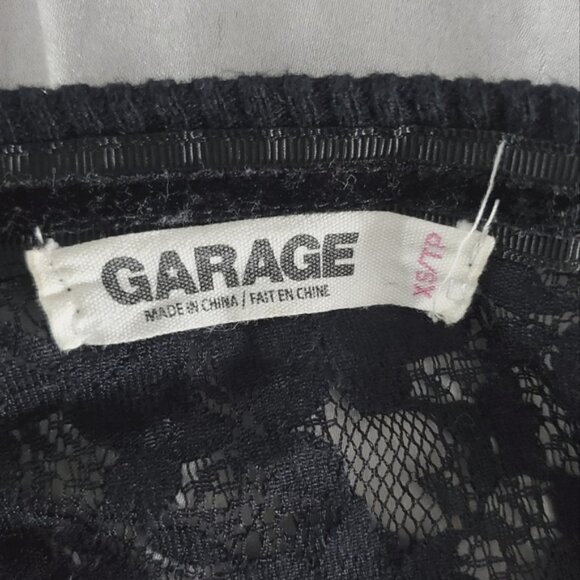 GARAGE
MADE IN CHINA / FAIT EN CHINE
XS/TP